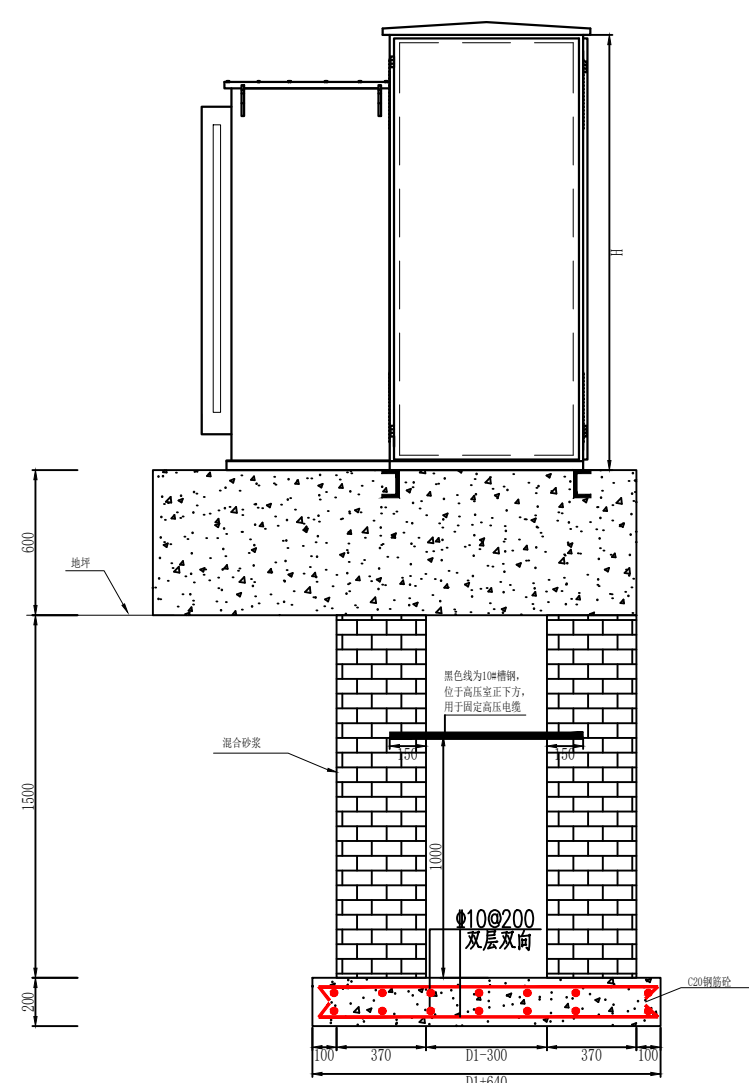 H
600
地坪
黑色线为10#槽钢，
位于高压室正下方，
用于固定高压电缆
混合砂浆
150
150
1500
1000
Φ10@200
双层双向
C20钢筋砼
200
100
370
D1-300
370
100
D1+640